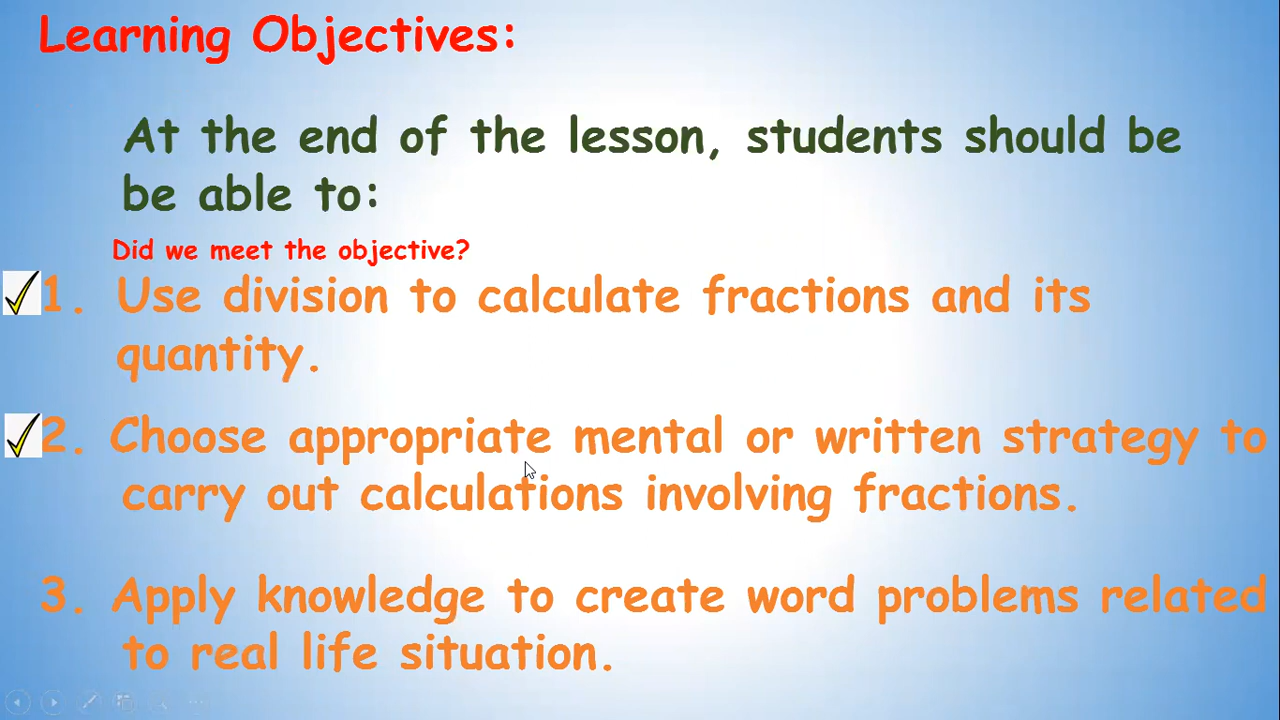 Learning Objectives:
At the end of the lesson, students should be
be able to:
Did we meet the objective?
1. Use division to calculate fractions and its
quantity.
2. Choose appropriate mental or written strategy to
carry out calculations involving fractions.
3. Apply knowledge to create word problems related
to real life situation.